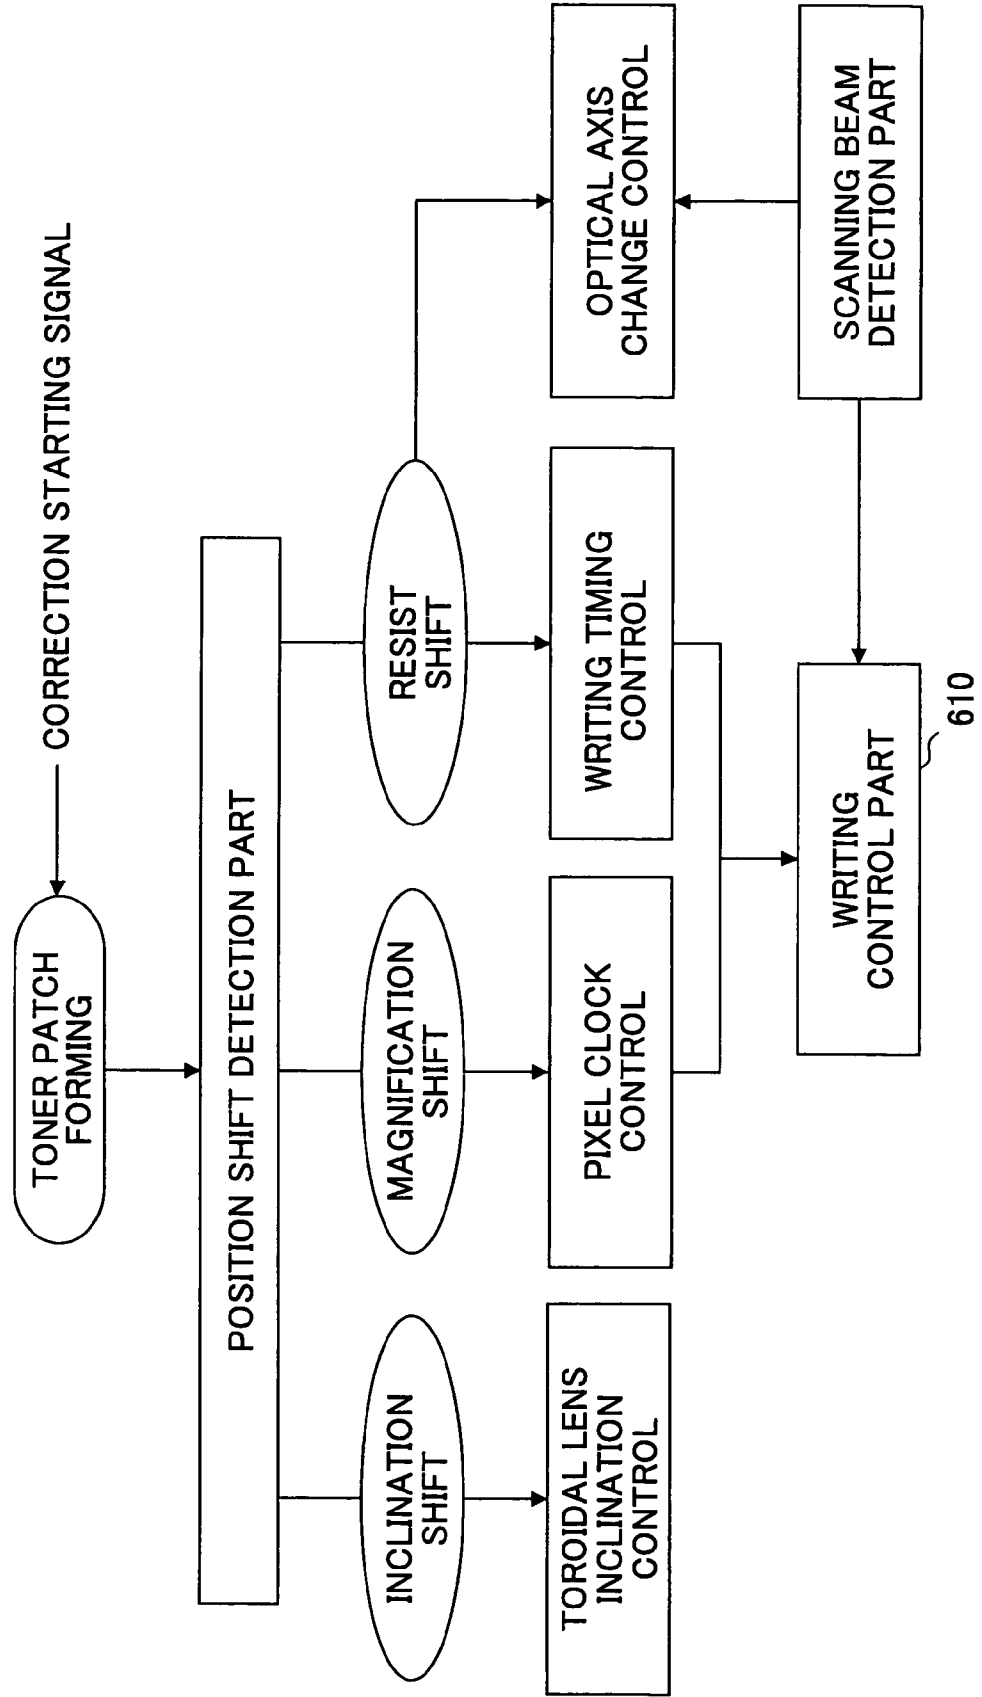 CORRECTION STARTING SIGNAL
TONER PATCH
FORMING
POSITION SHIFT DETECTION PART
INCLINATION
SHIFT
MAGNIFICATION
SHIFT
RESIST
SHIFT
TOROIDAL LENS
INCLINATION
CONTROL
PIXEL CLOCK
CONTROL
WRITING TIMING
CONTROL
OPTICAL AXIS
CHANGE CONTROL
WRITING
CONTROL PART
610
SCANNING BEAM
DETECTION PART